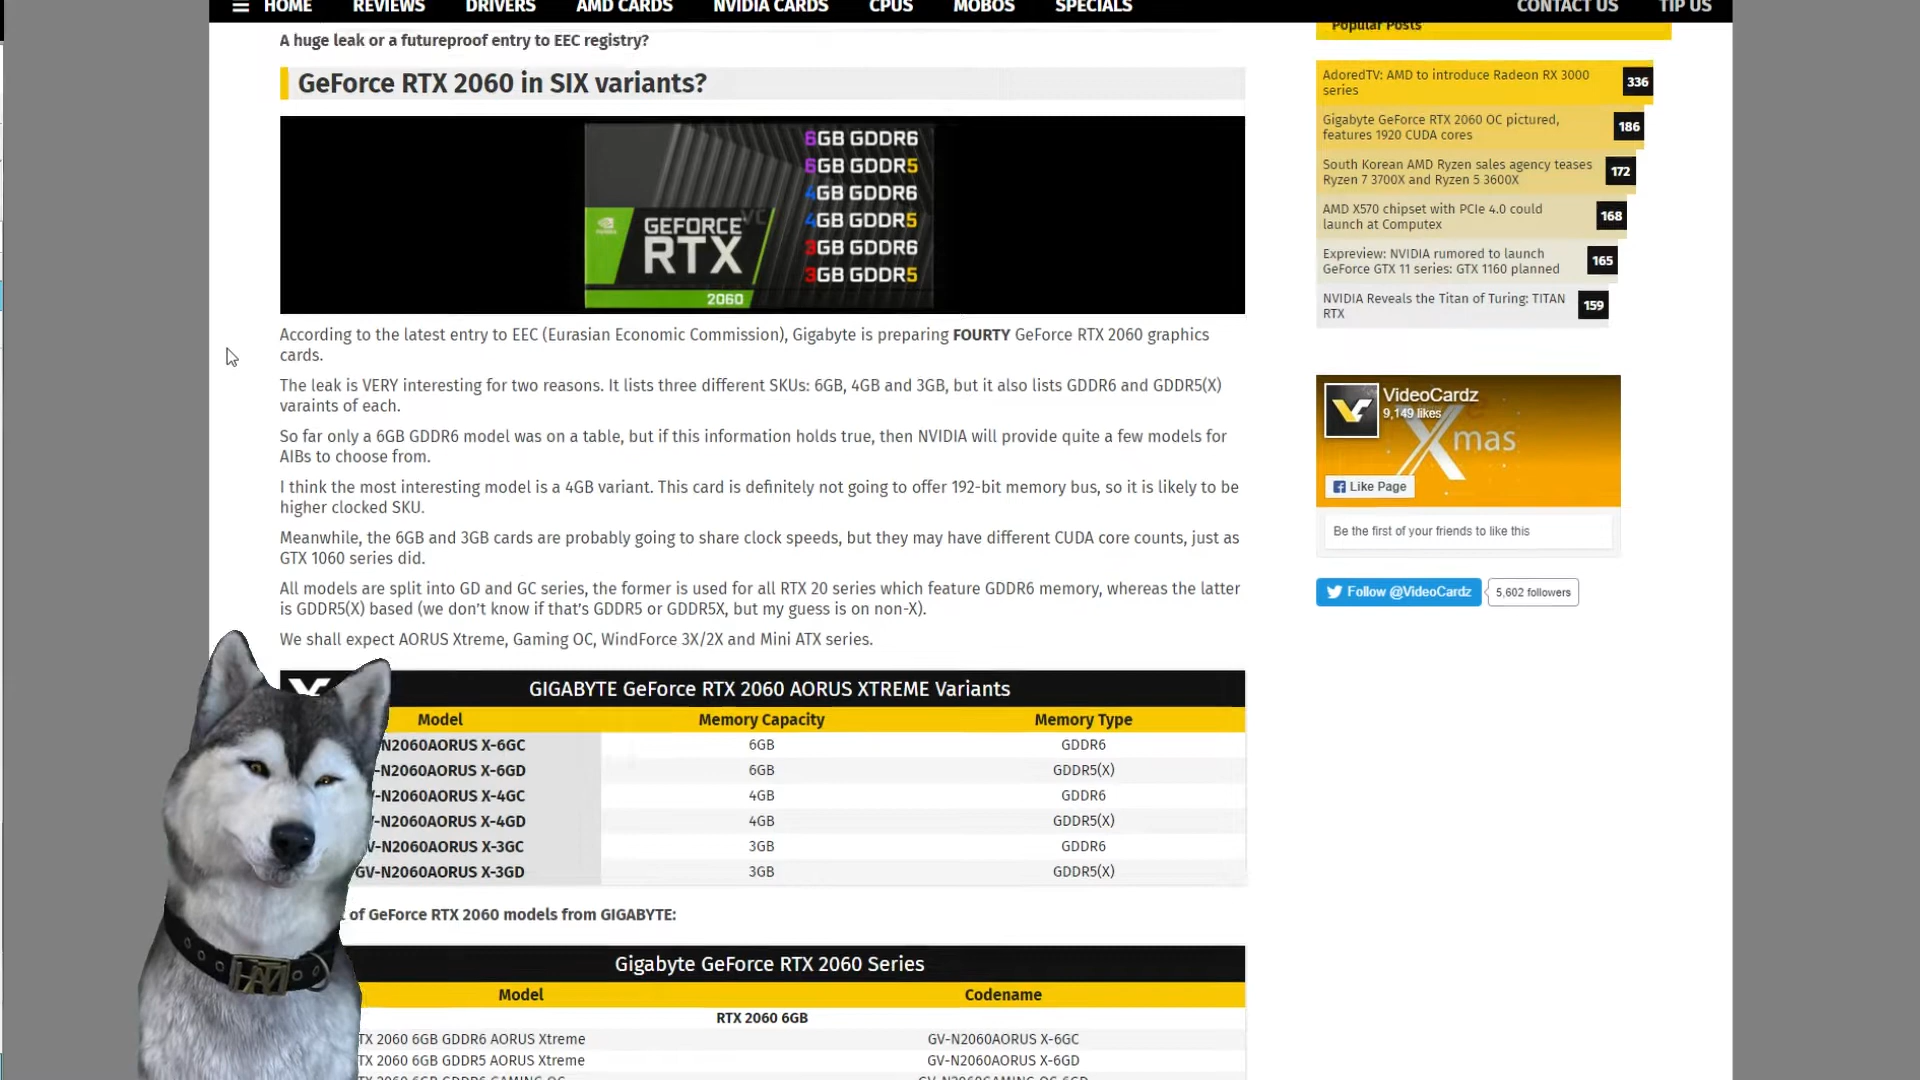 HOME REVIEWS DRIVERS AMD CARDS NVIDIA CARDS CPUS MOBOS SPECIALS CONTACT US TIP US
A huge leak or a futureproof entry to EEC registry?
GeForce RTX 2060 in SIX variants?
6GB GDDR6
6GB GDDR5
4GB GDDR6
4GB GDDR5
3GB GDDR6
3GB GDDR5
GEFORCE
RTX
2060
According to the latest entry to EEC (Eurasian Economic Commission), Gigabyte is preparing FOURTY GeForce RTX 2060 graphics
cards.
The leak is VERY interesting for two reasons. It lists three different SKUs: 6GB, 4GB and 3GB, but it also lists GDDR6 and GDDR5(X)
varaints of each.
So far only a 6GB GDDR6 model was on a table, but if this information holds true, then NVIDIA will provide quite a few models for
AIBs to choose from.
I think the most interesting model is a 4GB variant. This card is definitely not going to offer 192-bit memory bus, so it is likely to be
higher clocked SKU.
Meanwhile, the 6GB and 3GB cards are probably going to share clock speeds, but they may have different CUDA core counts, just as
GTX 1060 series did.
All models are split into GD and GC series, the former is used for all RTX 20 series which feature GDDR6 memory, whereas the latter
is GDDR5(X) based (we don't know if that's GDDR5 or GDDR5X, but my guess is on non-X).
We shall expect AORUS Xtreme, Gaming OC, WindForce 3X/2X and Mini ATX series.
GIGABYTE GeForce RTX 2060 AORUS XTREME Variants
Model Memory Capacity Memory Type
-N2060AORUS X-6GC 6GB GDDR6
-N2060AORUS X-6GD 6GB GDDR5(X)
-N2060AORUS X-4GC 4GB GDDR6
-N2060AORUS X-4GD 4GB GDDR5(X)
V-N2060AORUS X-3GC 3GB GDDR6
GV-N2060AORUS X-3GD 3GB GDDR5(X)
of GeForce RTX 2060 models from GIGABYTE:
Gigabyte GeForce RTX 2060 Series
Model Codename
RTX 2060 6GB
TX 2060 6GB GDDR6 AORUS Xtreme GV-N2060AORUS X-6GC
TX 2060 6GB GDDR5 AORUS Xtreme GV-N2060AORUS X-6GD
TX 2060 6GB GDDR6 GAMING OC GV-N2060GAMING OC-6GD
Popular Posts
AdoredTV: AMD to introduce Radeon RX 3000
series
336
Gigabyte GeForce RTX 2060 OC pictured,
features 1920 CUDA cores
186
South Korean AMD Ryzen sales agency teases
Ryzen 7 3700X and Ryzen 5 3600X
172
AMD X570 chipset with PCIe 4.0 could
launch at Computex
168
Expreview: NVIDIA rumored to launch
GeForce GTX 11 series: GTX 1160 planned
165
NVIDIA Reveals the Titan of Turing: TITAN
RTX
159
VideoCardz
9,149 likes
Xmas
Like Page
Be the first of your friends to like this
Follow @VideoCardz 5,602 followers